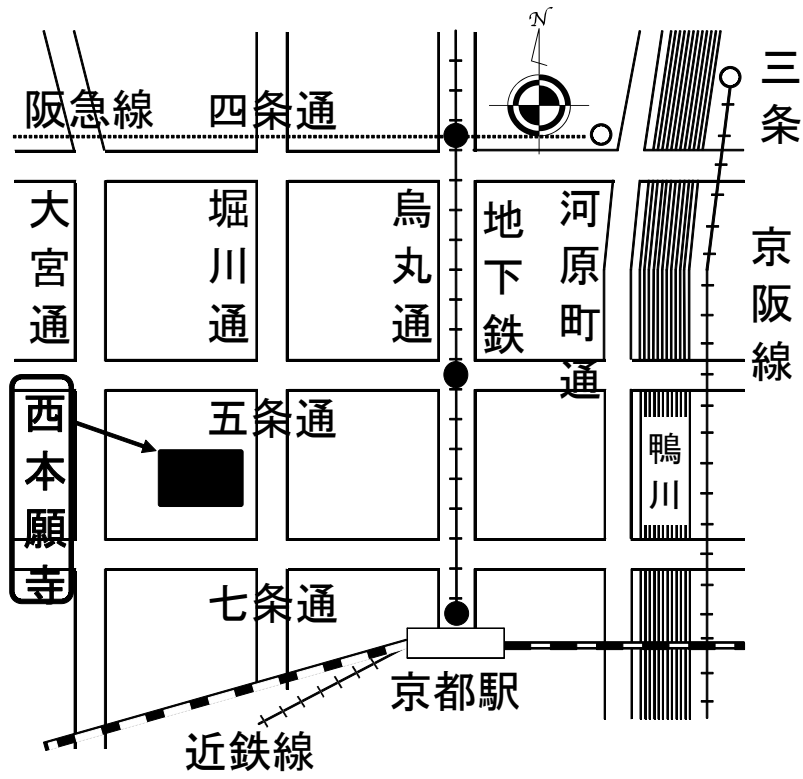 N
三条
阪急線
四条通
大宮通
堀川通
烏丸通
地下鉄
河原町通
京阪線
西本願寺
五条通
鴨川
七条通
京都駅
近鉄線